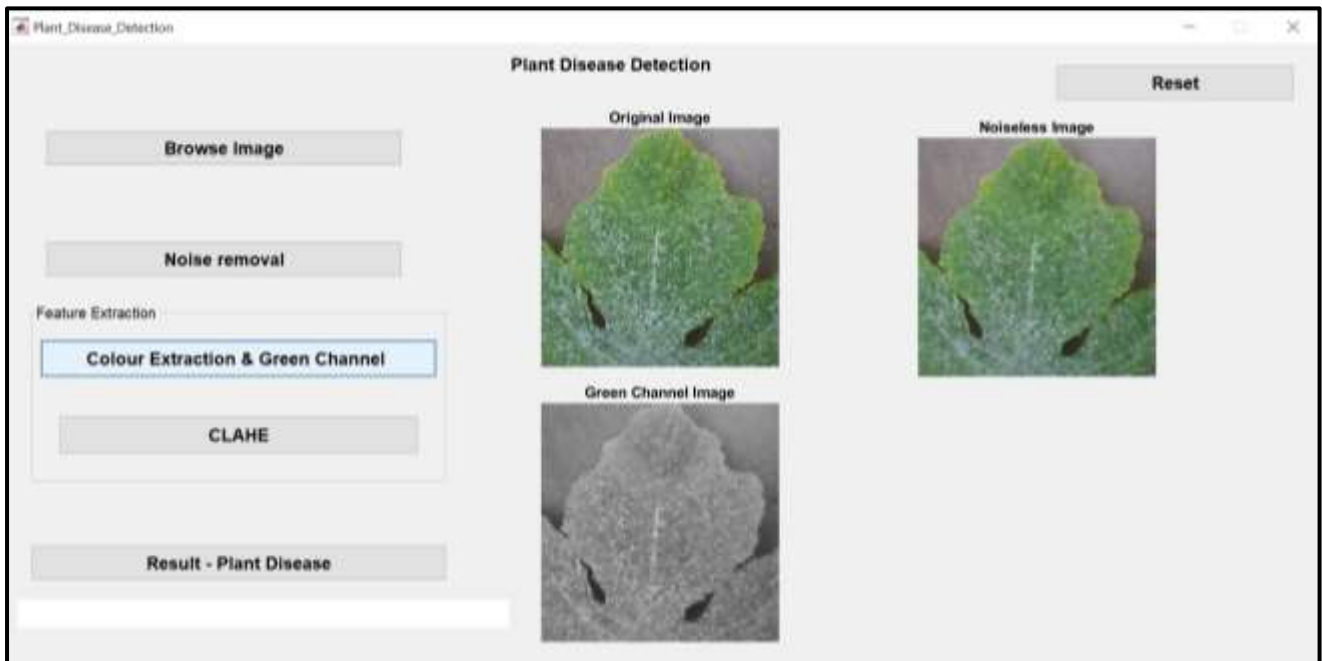 Plant_Disease_Detection
Plant Disease Detection
Reset
Original Image
Noiseless Image
Browse Image
Noise removal
Feature Extraction
Colour Extraction & Green Channel
Green Channel Image
CLAHE
Result - Plant Disease